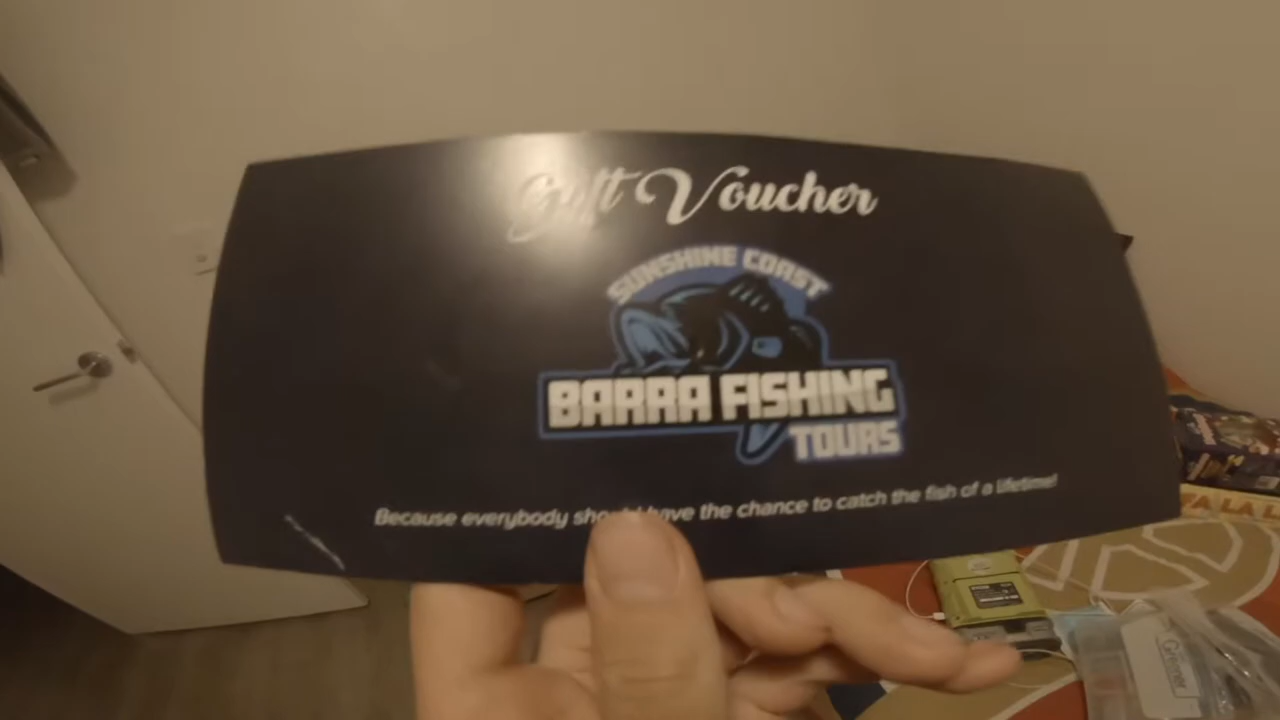 Gift Voucher
SUNSHINE COAST
BARRA FISHING
TOURS
Because everybody should have the chance to catch the fish of a lifetime!